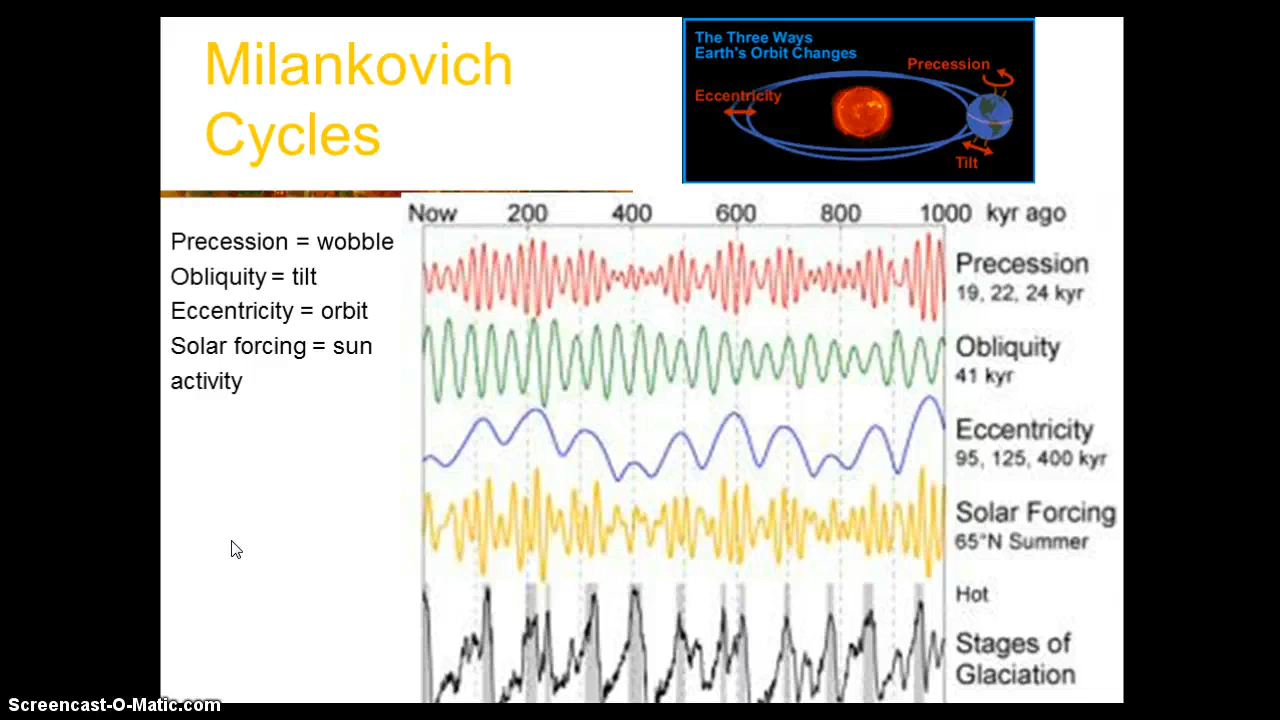 Milankovich
Cycles
The Three Ways
Earth's Orbit Changes
Precession
Eccentricity
Tilt
Precession = wobble
Obliquity = tilt
Eccentricity = orbit
Solar forcing = sun
activity
Now 200 400 600 800 1000 kyr ago
Precession
19, 22, 24 kyr
Obliquity
41 kyr
Eccentricity
95, 125, 400 kyr
Solar Forcing
65°N Summer
Hot
Stages of
Glaciation
Screencast-O-Matic.com